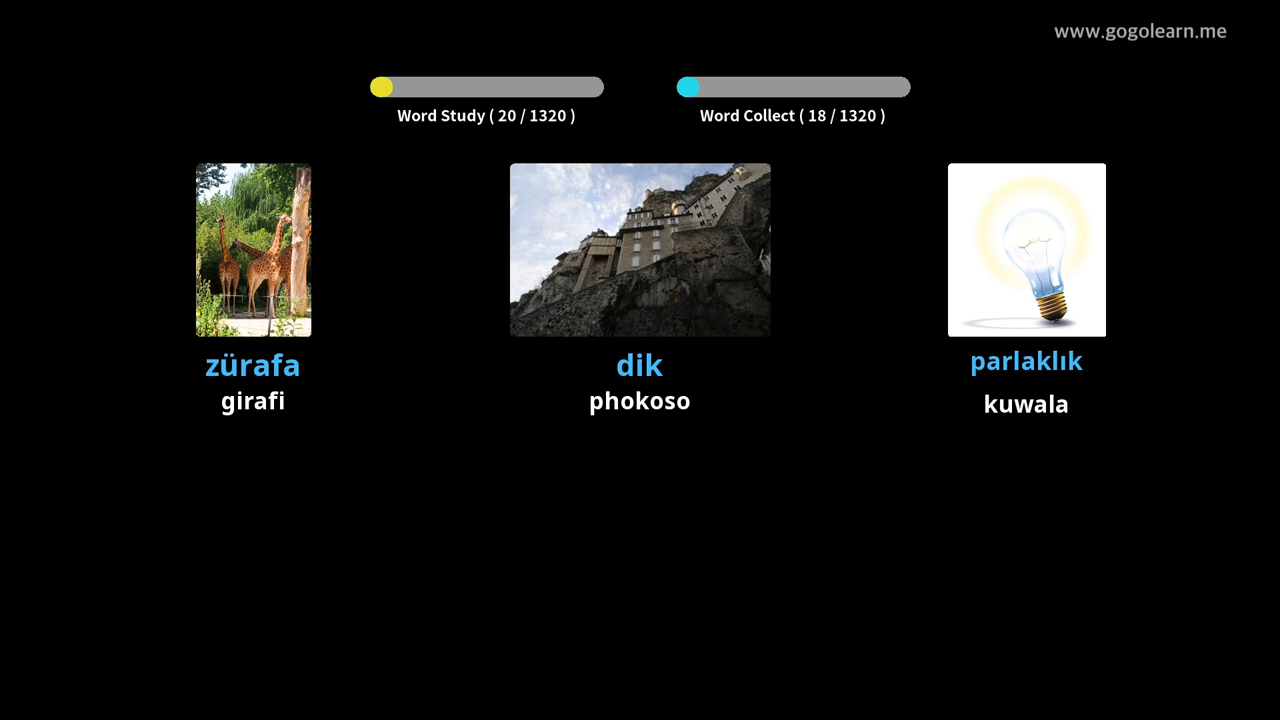 www.gogolearn.me
Word Study ( 20 / 1320 )
Word Collect ( 18 / 1320 )
zürafa
girafi
dik
phokoso
parlaklık
kuwala